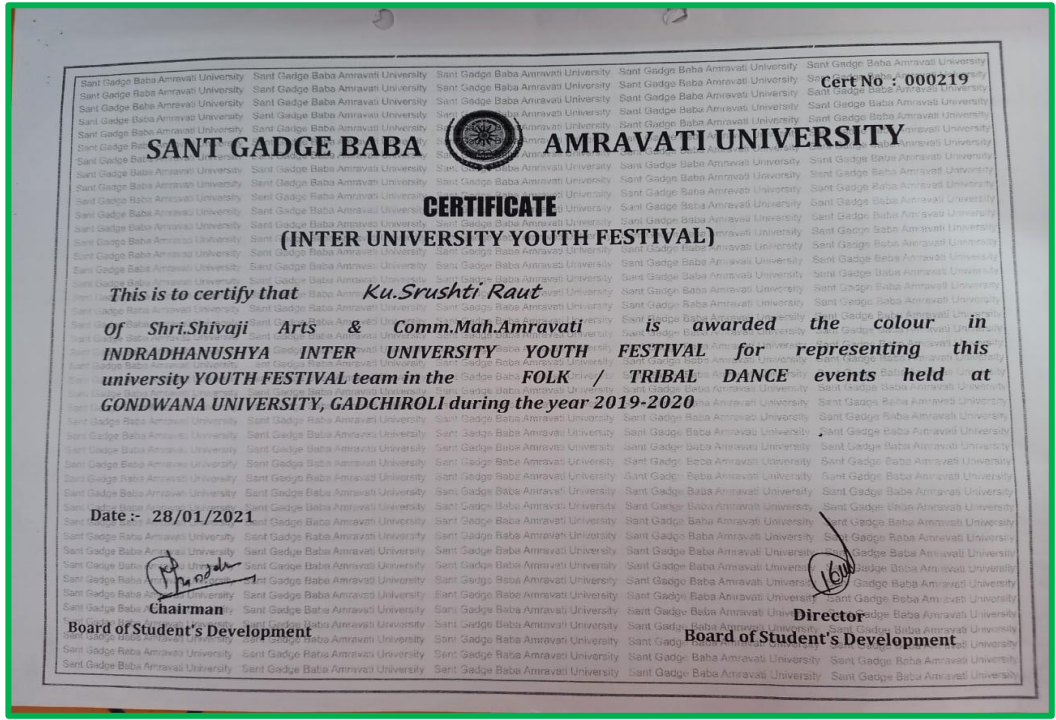 Cert No : 000219
SANT GADGE BABA AMRAVATI UNIVERSITY
CERTIFICATE
(INTER UNIVERSITY YOUTH FESTIVAL)
This is to certify that Ku.Srushti Raut
Of Shri.Shivaji Arts & Comm.Mah.Amravati is awarded the colour in
INDRADHANUSHYA INTER UNIVERSITY YOUTH FESTIVAL for representing this
university YOUTH FESTIVAL team in the FOLK / TRIBAL DANCE events held at
GONDWANA UNIVERSITY, GADCHIROLI during the year 2019-2020
Date :- 28/01/2021
Chairman
Board of Student's Development
Director
Board of Student's Development